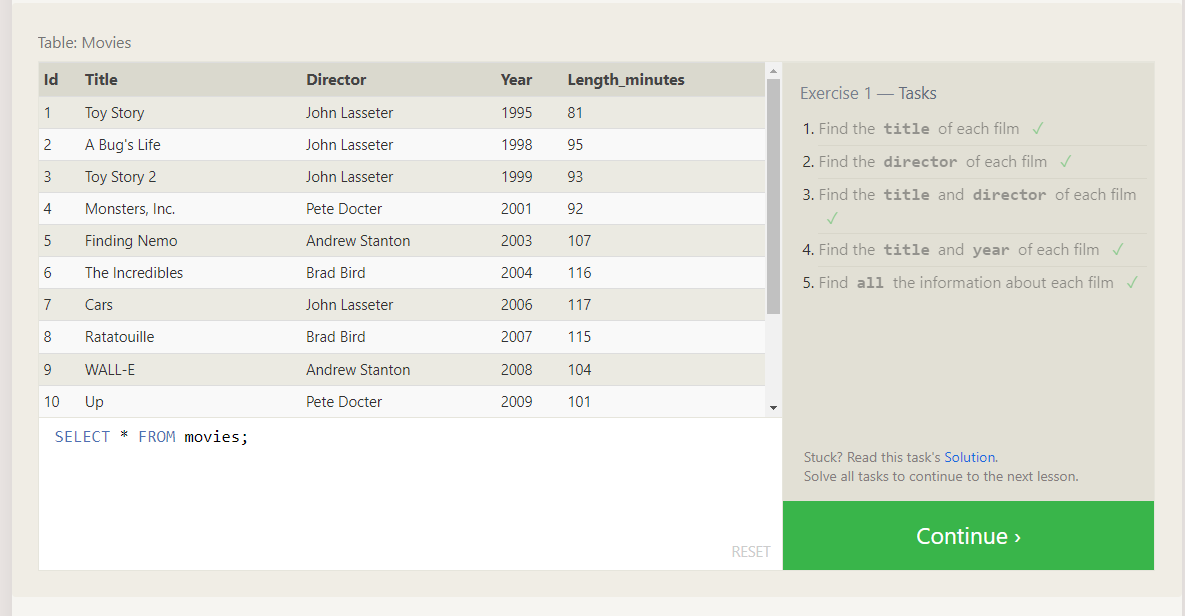 Table: Movies
Id Title Director Year Length_minutes
1 Toy Story John Lasseter 1995 81
2 A Bug's Life John Lasseter 1998 95
3 Toy Story 2 John Lasseter 1999 93
4 Monsters, Inc. Pete Docter 2001 92
5 Finding Nemo Andrew Stanton 2003 107
6 The Incredibles Brad Bird 2004 116
7 Cars John Lasseter 2006 117
8 Ratatouille Brad Bird 2007 115
9 WALL-E Andrew Stanton 2008 104
10 Up Pete Docter 2009 101
SELECT * FROM movies;
RESET
Exercise 1 — Tasks
1. Find the title of each film ✓
2. Find the director of each film ✓
3. Find the title and director of each film
✓
4. Find the title and year of each film ✓
5. Find all the information about each film ✓
Stuck? Read this task's Solution.
Solve all tasks to continue to the next lesson.
Continue ›